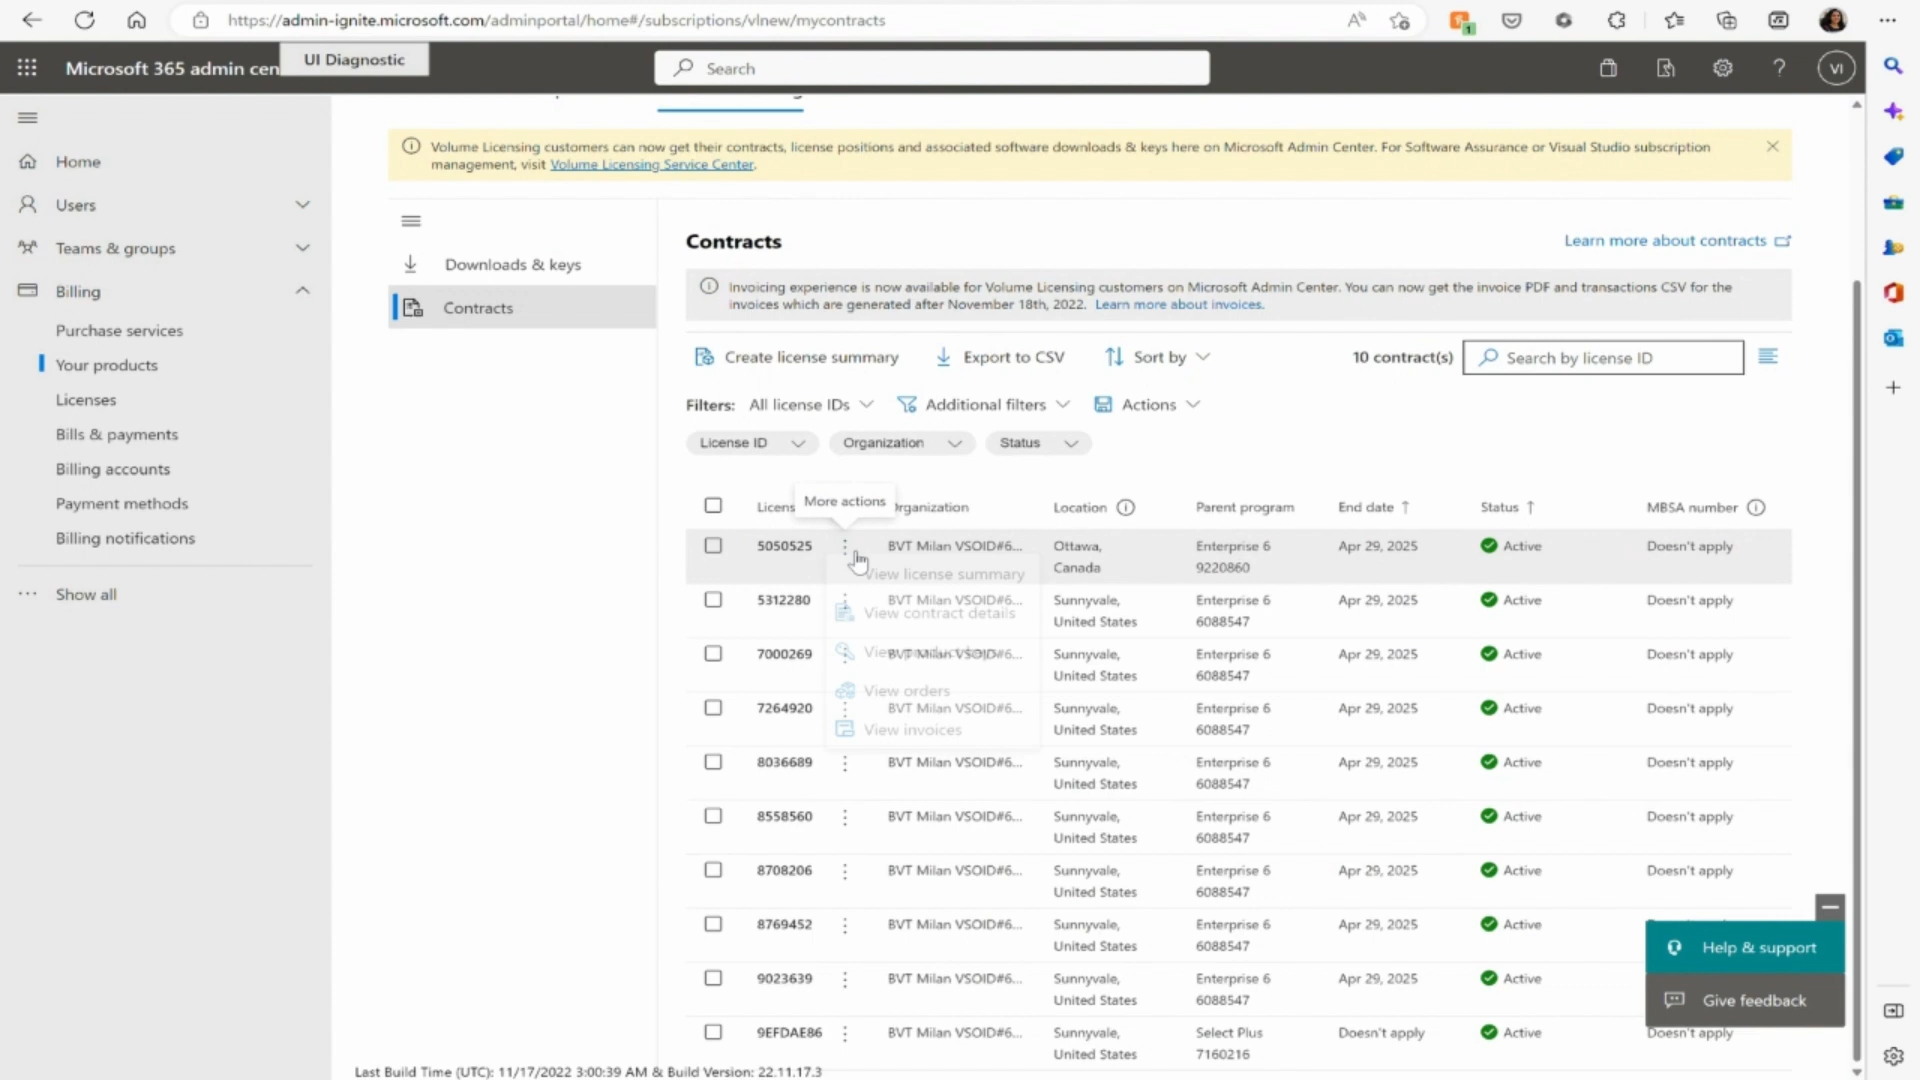 https://admin-ignite.microsoft.com/adminportal/home#/subscriptions/vlnew/mycontracts
1
Microsoft 365 admin cen
UI Diagnostic
Search
VI
Home
Users
Teams & groups
Billing
Purchase services
Your products
Licenses
Bills & payments
Billing accounts
Payment methods
Billing notifications
Show all
Volume Licensing customers can now get their contracts, license positions and associated software downloads & keys here on Microsoft Admin Center. For Software Assurance or Visual Studio subscription
management, visit Volume Licensing Service Center.
Downloads & keys
Contracts
Contracts
Learn more about contracts
Invoicing experience is now available for Volume Licensing customers on Microsoft Admin Center. You can now get the invoice PDF and transactions CSV for the
invoices which are generated after November 18th, 2022. Learn more about invoices.
Create license summary
Export to CSV
Sort by
10 contract(s)
Search by license ID
Filters: All license IDs
Additional filters
Actions
License ID
Organization
Status
More actions
Licens
rganization
Location
Parent program
End date
Status
MBSA number
5050525 BVT Milan VSOID#6... Ottawa, Enterprise 6 Apr 29, 2025 Active Doesn't apply
Canada 9220860
View license summary
5312280 BVT Milan VSOID#6... Sunnyvale, Enterprise 6 Apr 29, 2025 Active Doesn't apply
View contract details United States 6088547
7000269 View BVT Milan VSOID#6... Sunnyvale, Enterprise 6 Apr 29, 2025 Active Doesn't apply
United States 6088547
View orders
7264920 BVT Milan VSOID#6... Sunnyvale, Enterprise 6 Apr 29, 2025 Active Doesn't apply
View invoices United States 6088547
8036689 BVT Milan VSOID#6... Sunnyvale, Enterprise 6 Apr 29, 2025 Active Doesn't apply
United States 6088547
8558560 BVT Milan VSOID#6... Sunnyvale, Enterprise 6 Apr 29, 2025 Active Doesn't apply
United States 6088547
8708206 BVT Milan VSOID#6... Sunnyvale, Enterprise 6 Apr 29, 2025 Active Doesn't apply
United States 6088547
8769452 BVT Milan VSOID#6... Sunnyvale, Enterprise 6 Apr 29, 2025 Active
United States 6088547
9023639 BVT Milan VSOID#6... Sunnyvale, Enterprise 6 Apr 29, 2025 Active
United States 6088547
9EFDAE86 BVT Milan VSOID#6... Sunnyvale, Select Plus Doesn't apply Active Doesn't apply
United States 7160216
Help & support
Give feedback
Last Build Time (UTC): 11/17/2022 3:00:39 AM & Build Version: 22.11.17.3